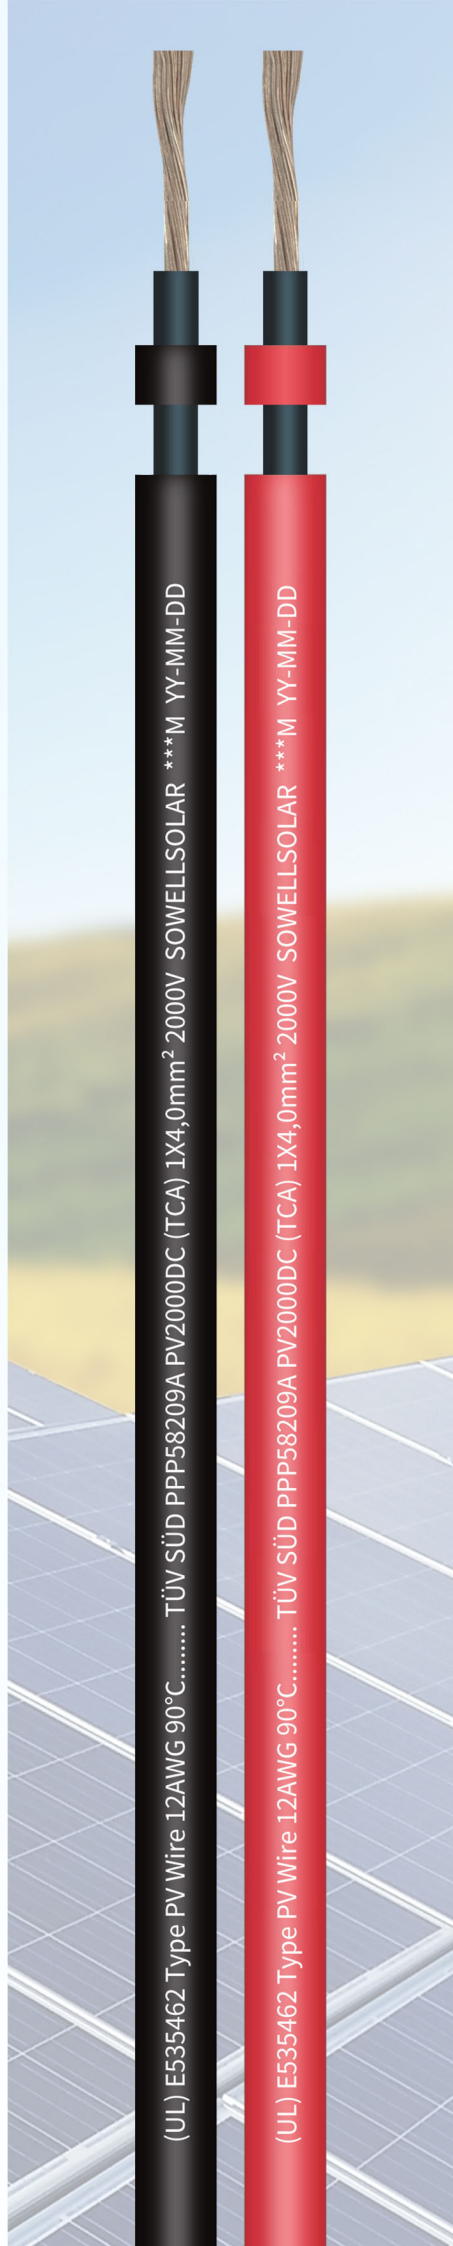 (UL) E535462 Type PV Wire 12AWG 90°C........ TÜV SÜD PPP58209A PV2000DC (TCA) 1X4,0mm² 2000V SOWELLSOLAR ***M YY-MM-DD
(UL) E535462 Type PV Wire 12AWG 90°C........ TÜV SÜD PPP58209A PV2000DC (TCA) 1X4,0mm² 2000V SOWELLSOLAR ***M YY-MM-DD